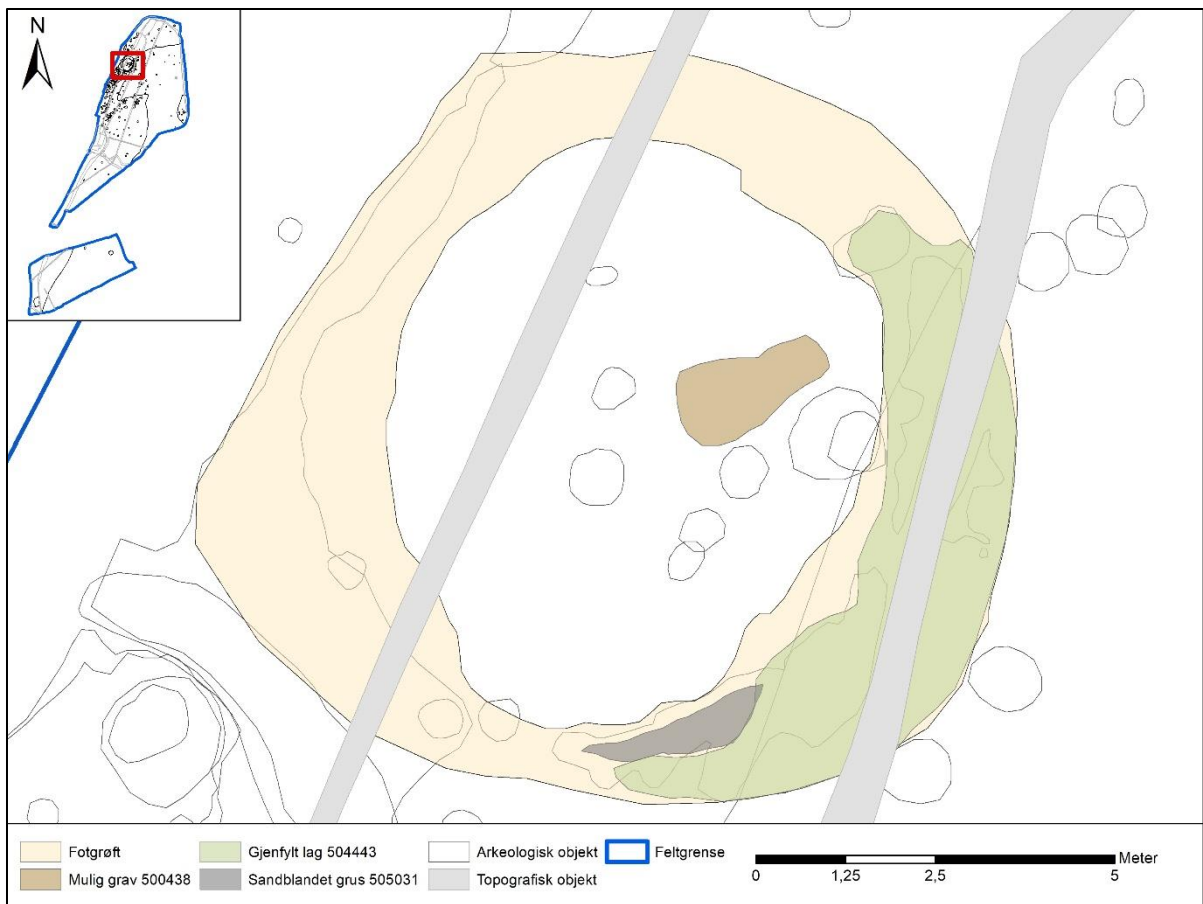 N
Fotgrøft
Gjenfylt lag 504443
Arkeologisk objekt
Feltgrense
Mulig grav 500438
Sandblandet grus 505031
Topografisk objekt
Meter
0 1,25 2,5 5